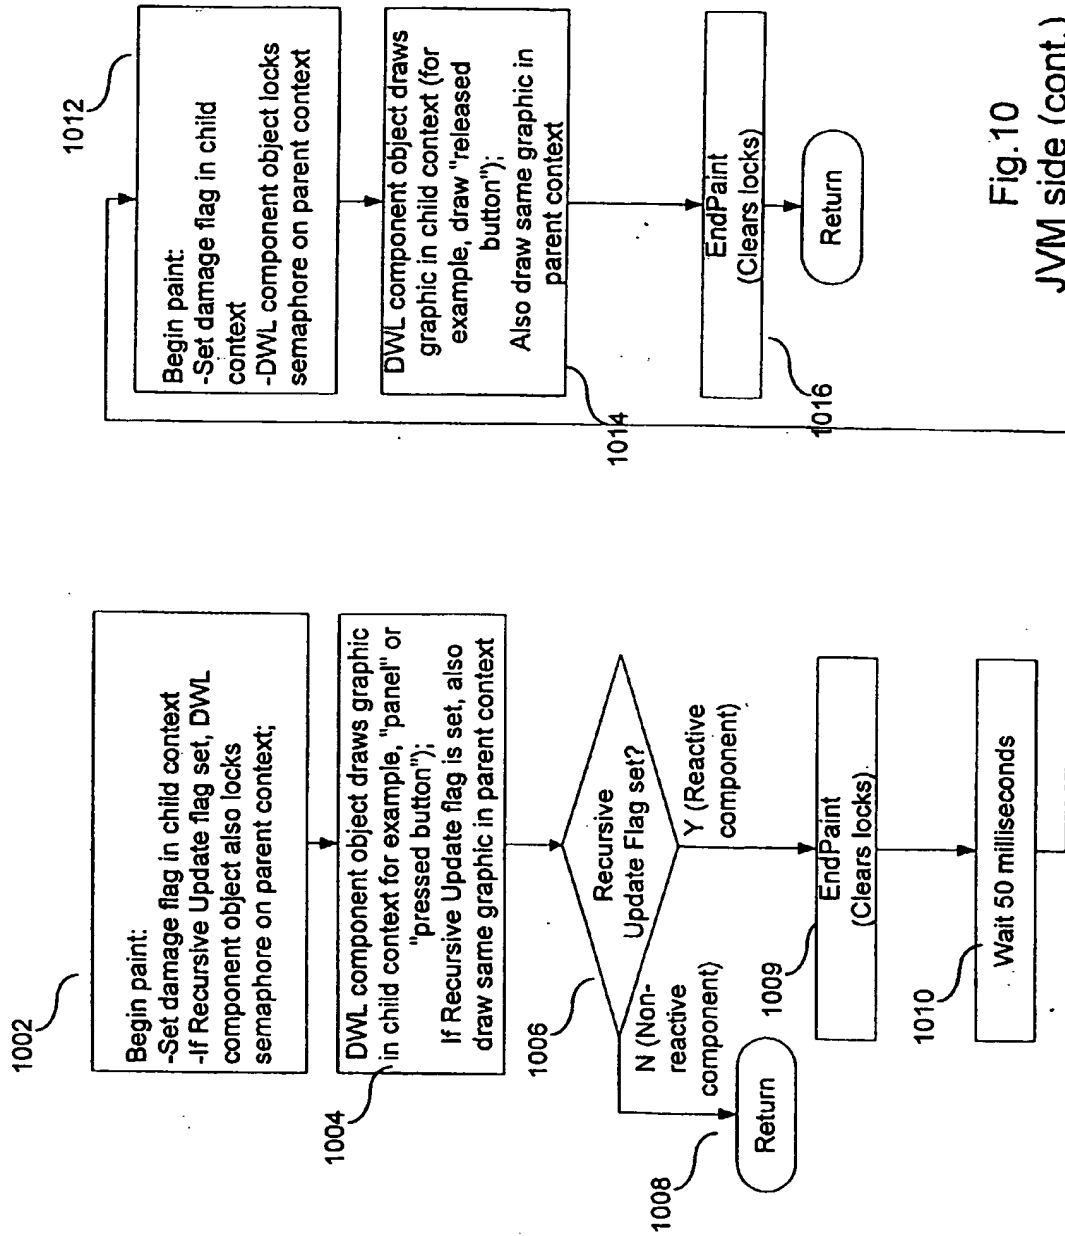 1002
Begin paint:
-Set damage flag in child context
-If Recursive Update flag set, DWL
component object also locks
semaphore on parent context;
1004
DWL component object draws graphic
in child context for example, "panel" or
"pressed button");
If Recursive Update flag is set, also
draw same graphic in parent context
1006
Recursive
Update Flag set?
N (Non-
reactive
component)
Y (Reactive
component)
1008
Return
1009
EndPaint
(Clears locks)
1010
Wait 50 milliseconds
1012
Begin paint:
-Set damage flag in child
context
-DWL component object locks
semaphore on parent context
DWL component object draws
graphic in child context (for
example, draw "released
button");
Also draw same graphic in
parent context
1014
EndPaint
(Clears locks)
1016
Return
Fig.10
JVM side (cont.)